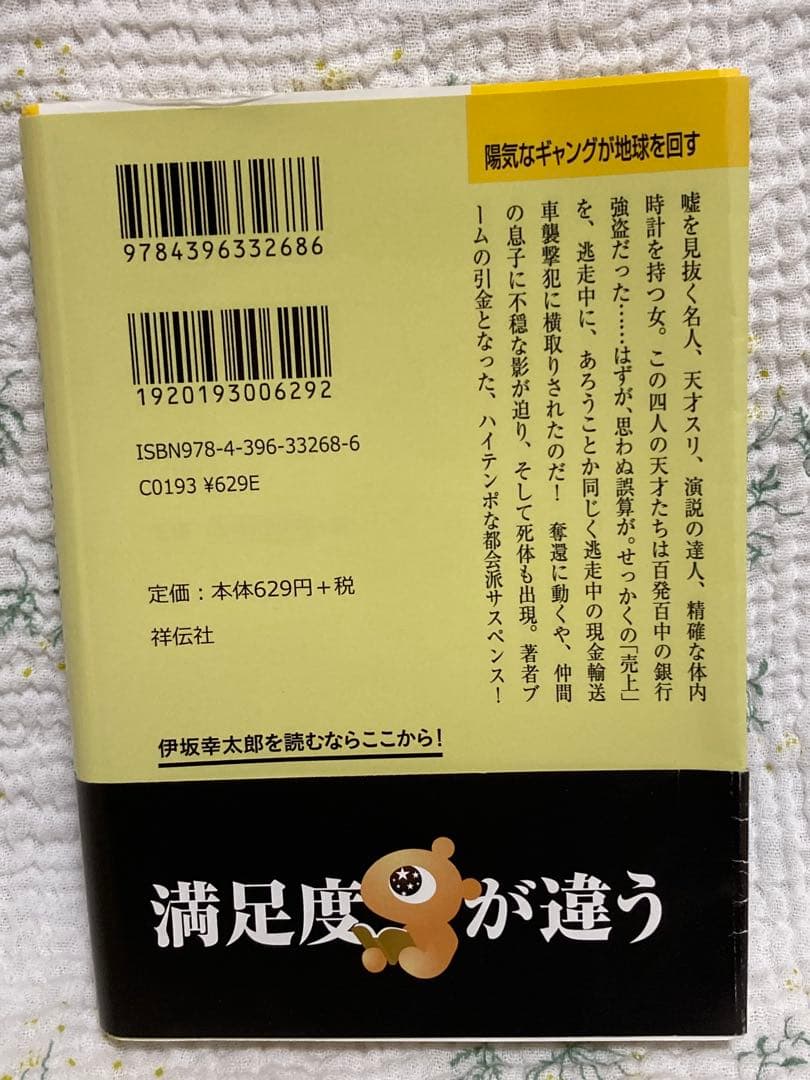 陽気なギャングが地球を回す
嘘を見抜く名人、天才スリ、演説の達人、精確な体内
時計を持つ女。この四人の天才たちは百発百中の銀行
強盗だった……はずが、思わぬ誤算が。せっかくの「売上」
を、逃走中に、あろうことか同じく逃走中の現金輸送
車襲撃犯に横取りされたのだ！　奪還に動くや、仲間
の息子に不穏な影が迫り、そして死体も出現。著者ブ
ームの引金となった、ハイテンポな都会派サスペンス！
9784396332686
1920193006292
ISBN978-4-396-33268-6
C0193 ¥629E
定価：本体629円＋税
祥伝社
伊坂幸太郎を読むならここから！
満足度が違う